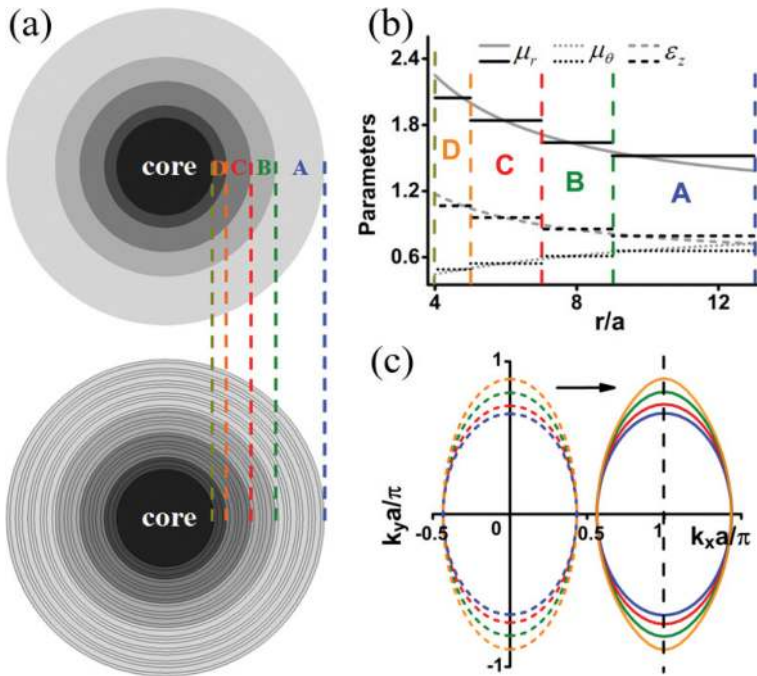 (a)
core
D C B A
core
(b)
2.4
1.8
1.2
0.6
Parameters
μr μθ εz
D
C
B
A
4 8 12
r/a
(c)
1
kya/π
-0.5 0 0.5 1 kxa/π
-1